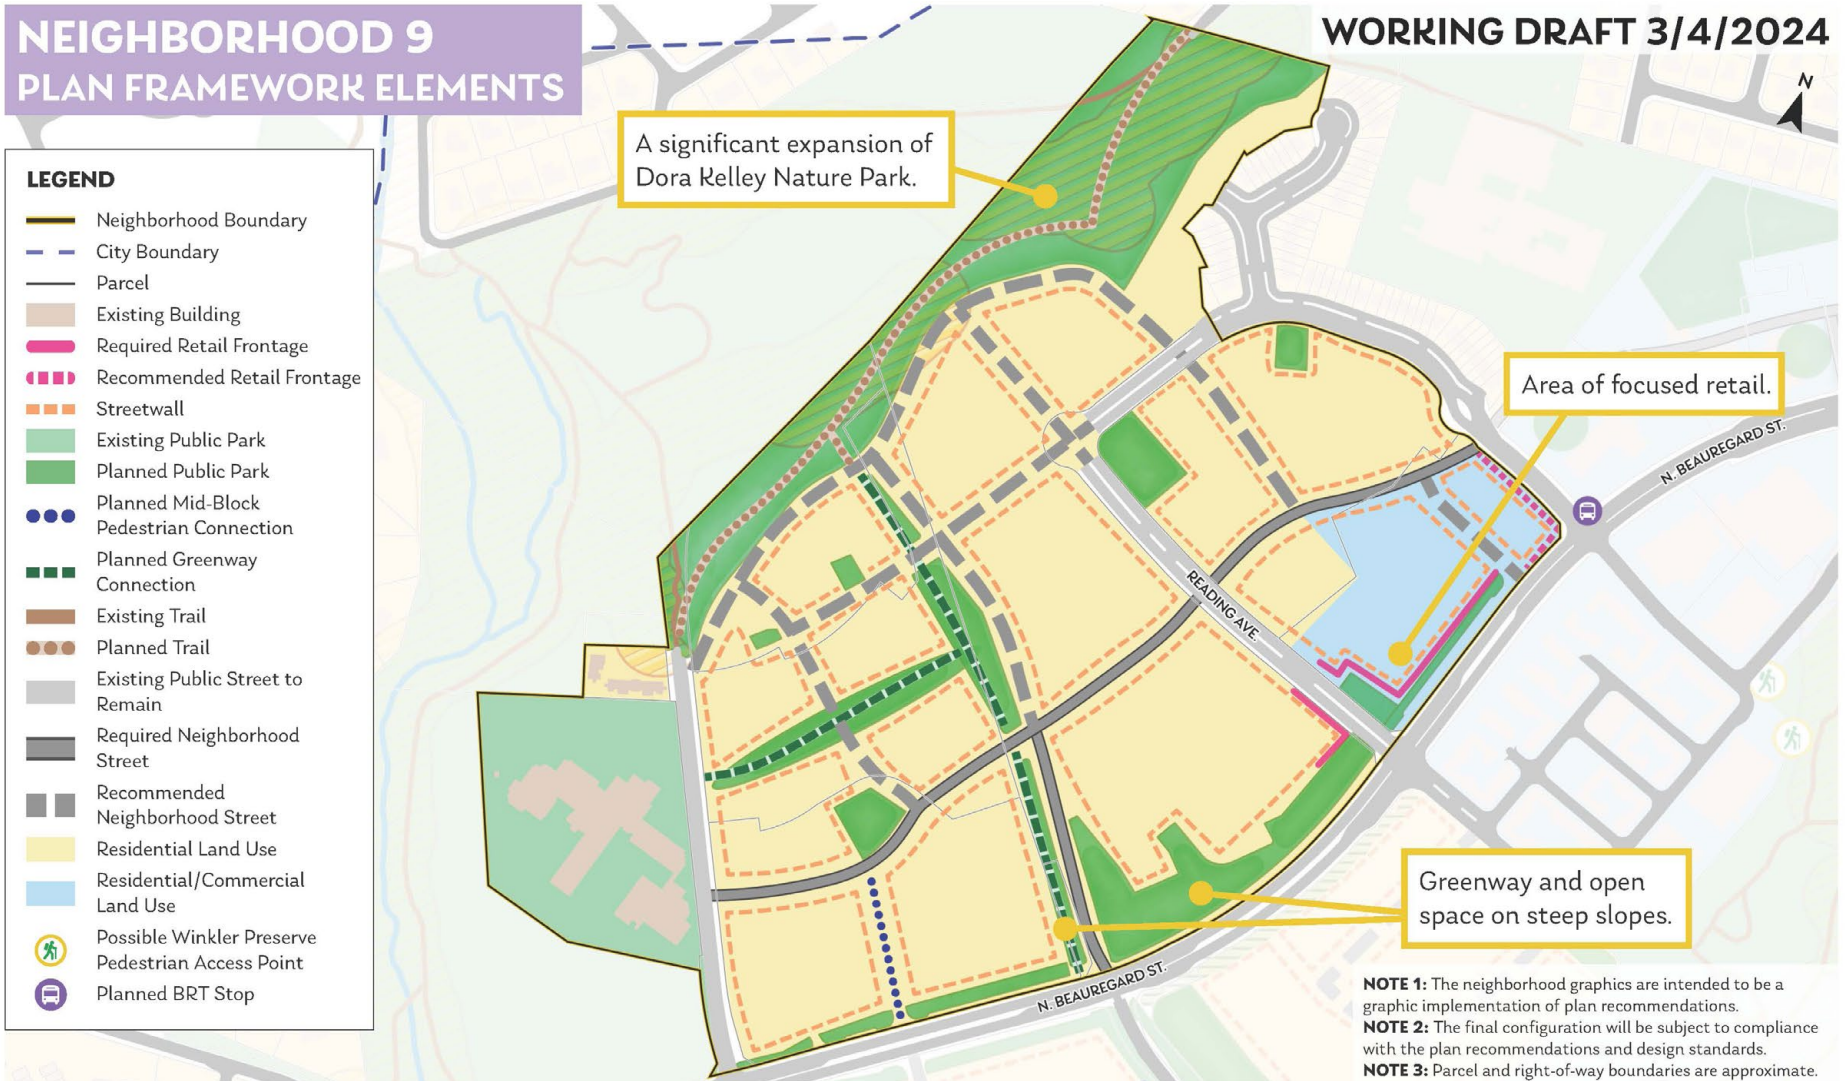 NEIGHBORHOOD 9
PLAN FRAMEWORK ELEMENTS
WORKING DRAFT 3/4/2024
N
LEGEND
Neighborhood Boundary
City Boundary
Parcel
Existing Building
Required Retail Frontage
Recommended Retail Frontage
Streetwall
Existing Public Park
Planned Public Park
Planned Mid-Block
Pedestrian Connection
Planned Greenway
Connection
Existing Trail
Planned Trail
Existing Public Street to
Remain
Required Neighborhood
Street
Recommended
Neighborhood Street
Residential Land Use
Residential/Commercial
Land Use
Possible Winkler Preserve
Pedestrian Access Point
Planned BRT Stop
A significant expansion of
Dora Kelley Nature Park.
Area of focused retail.
N. BEAUREGARD ST.
READING AVE.
Greenway and open
space on steep slopes.
N. BEAUREGARD ST.
NOTE 1: The neighborhood graphics are intended to be a
graphic implementation of plan recommendations.
NOTE 2: The final configuration will be subject to compliance
with the plan recommendations and design standards.
NOTE 3: Parcel and right-of-way boundaries are approximate.